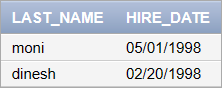 LAST_NAME HIRE_DATE
moni 05/01/1998
dinesh 02/20/1998